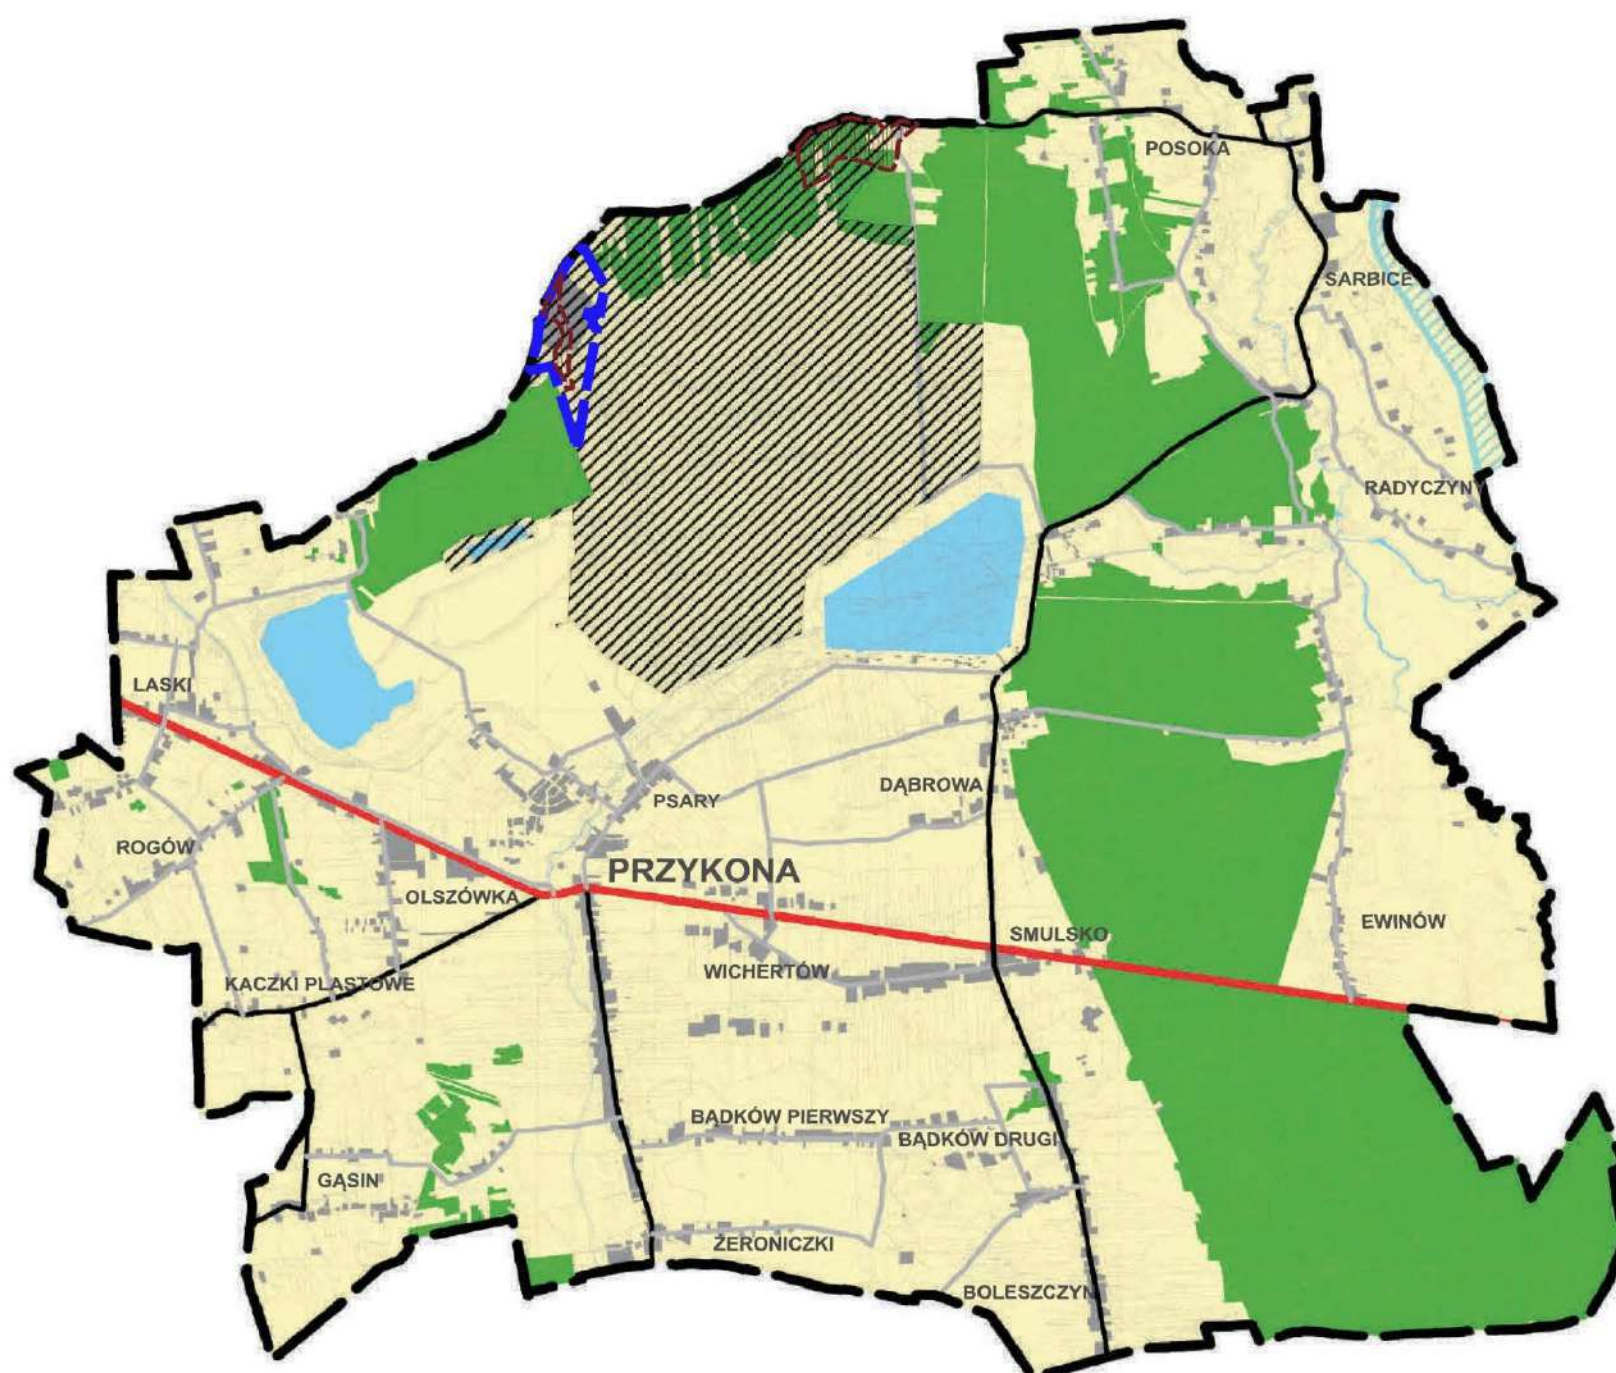 POSOKA
SARBICE
RADYCZYNY
LASKI
DĄBROWA
PSARY
ROGÓW
PRZYKONA
OLSZÓWKA
EWINÓW
SMULSKO
WICHERTÓW
KACZKI PLASTOWE
BĄDKÓW PIERWSZY
BĄDKÓW DRUGI
GĄSIN
ŻERONICZKI
BOLESZCZYN